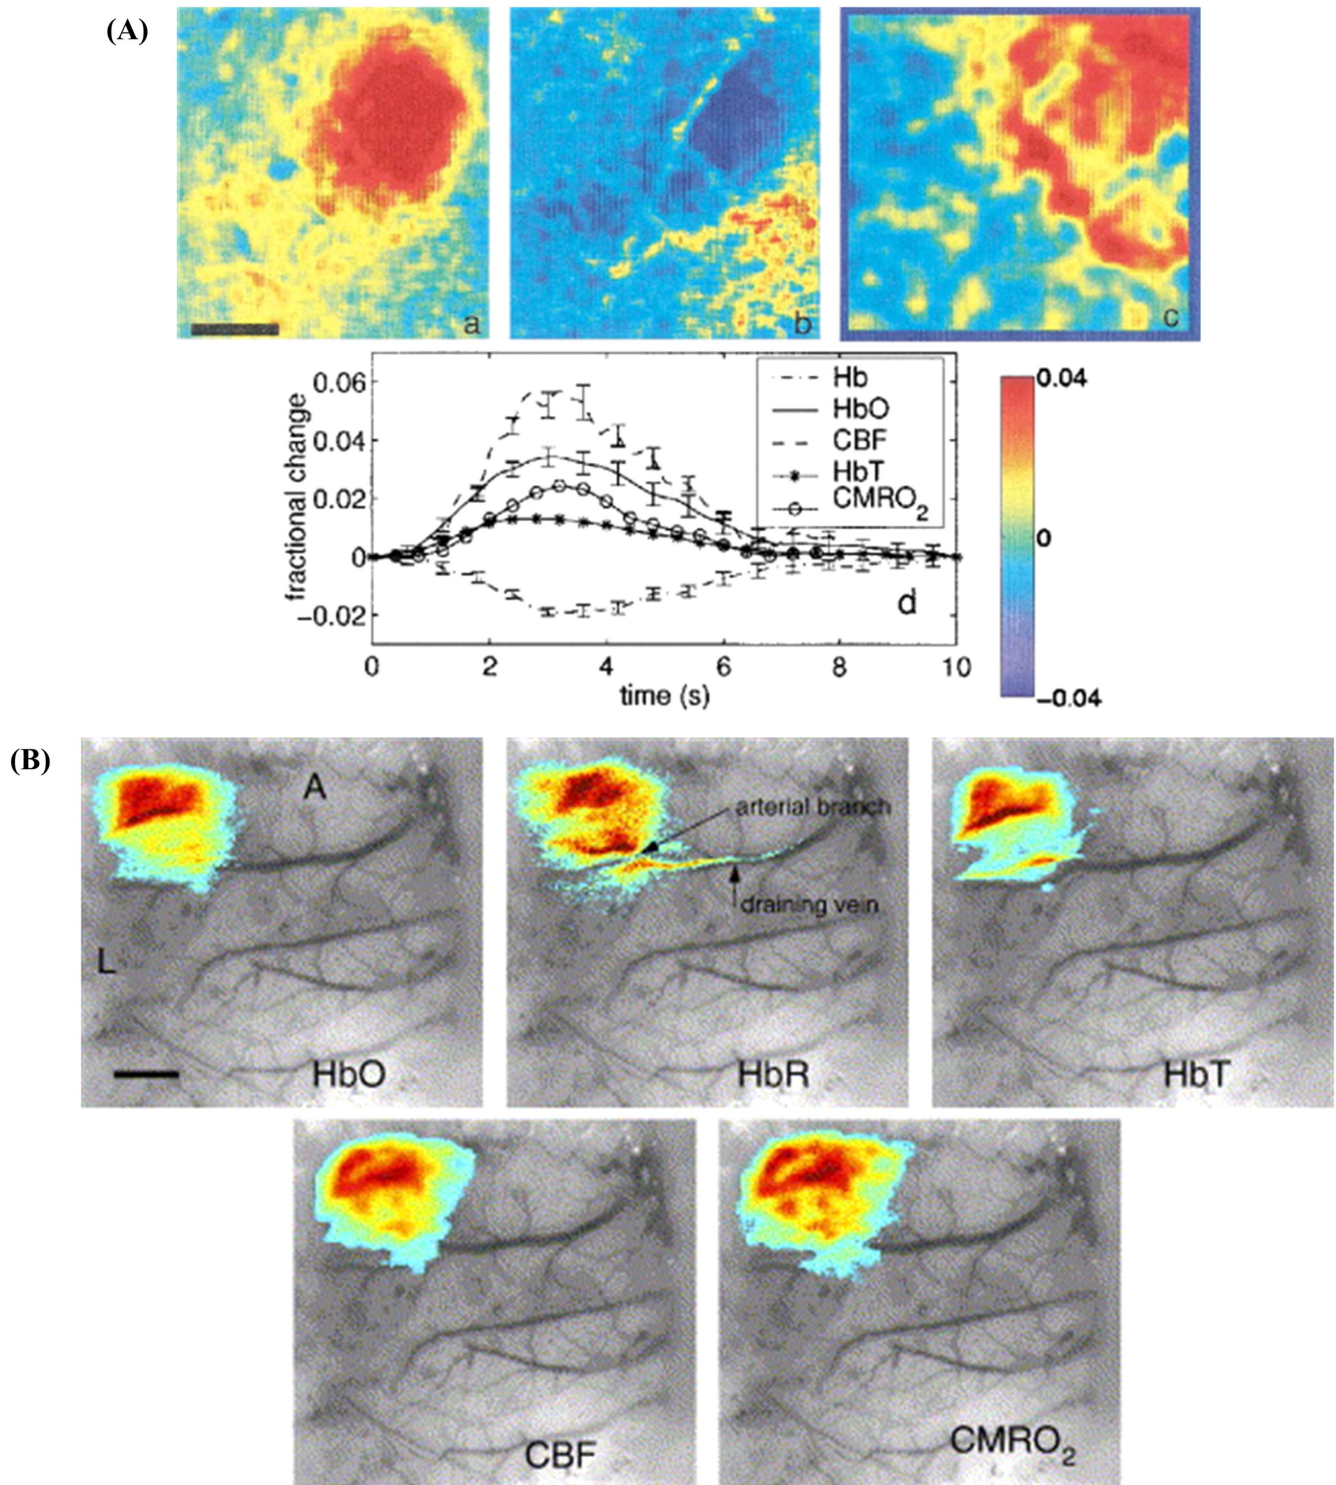 (A)
a
b
c
0.06
0.04
0.02
0
−0.02
fractional change
0
2
4
6
8
10
time (s)
Hb
HbO
CBF
HbT
CMRO2
d
0.04
0
−0.04
(B)
A
L
HbO
arterial branch
draining vein
HbR
HbT
CBF
CMRO2